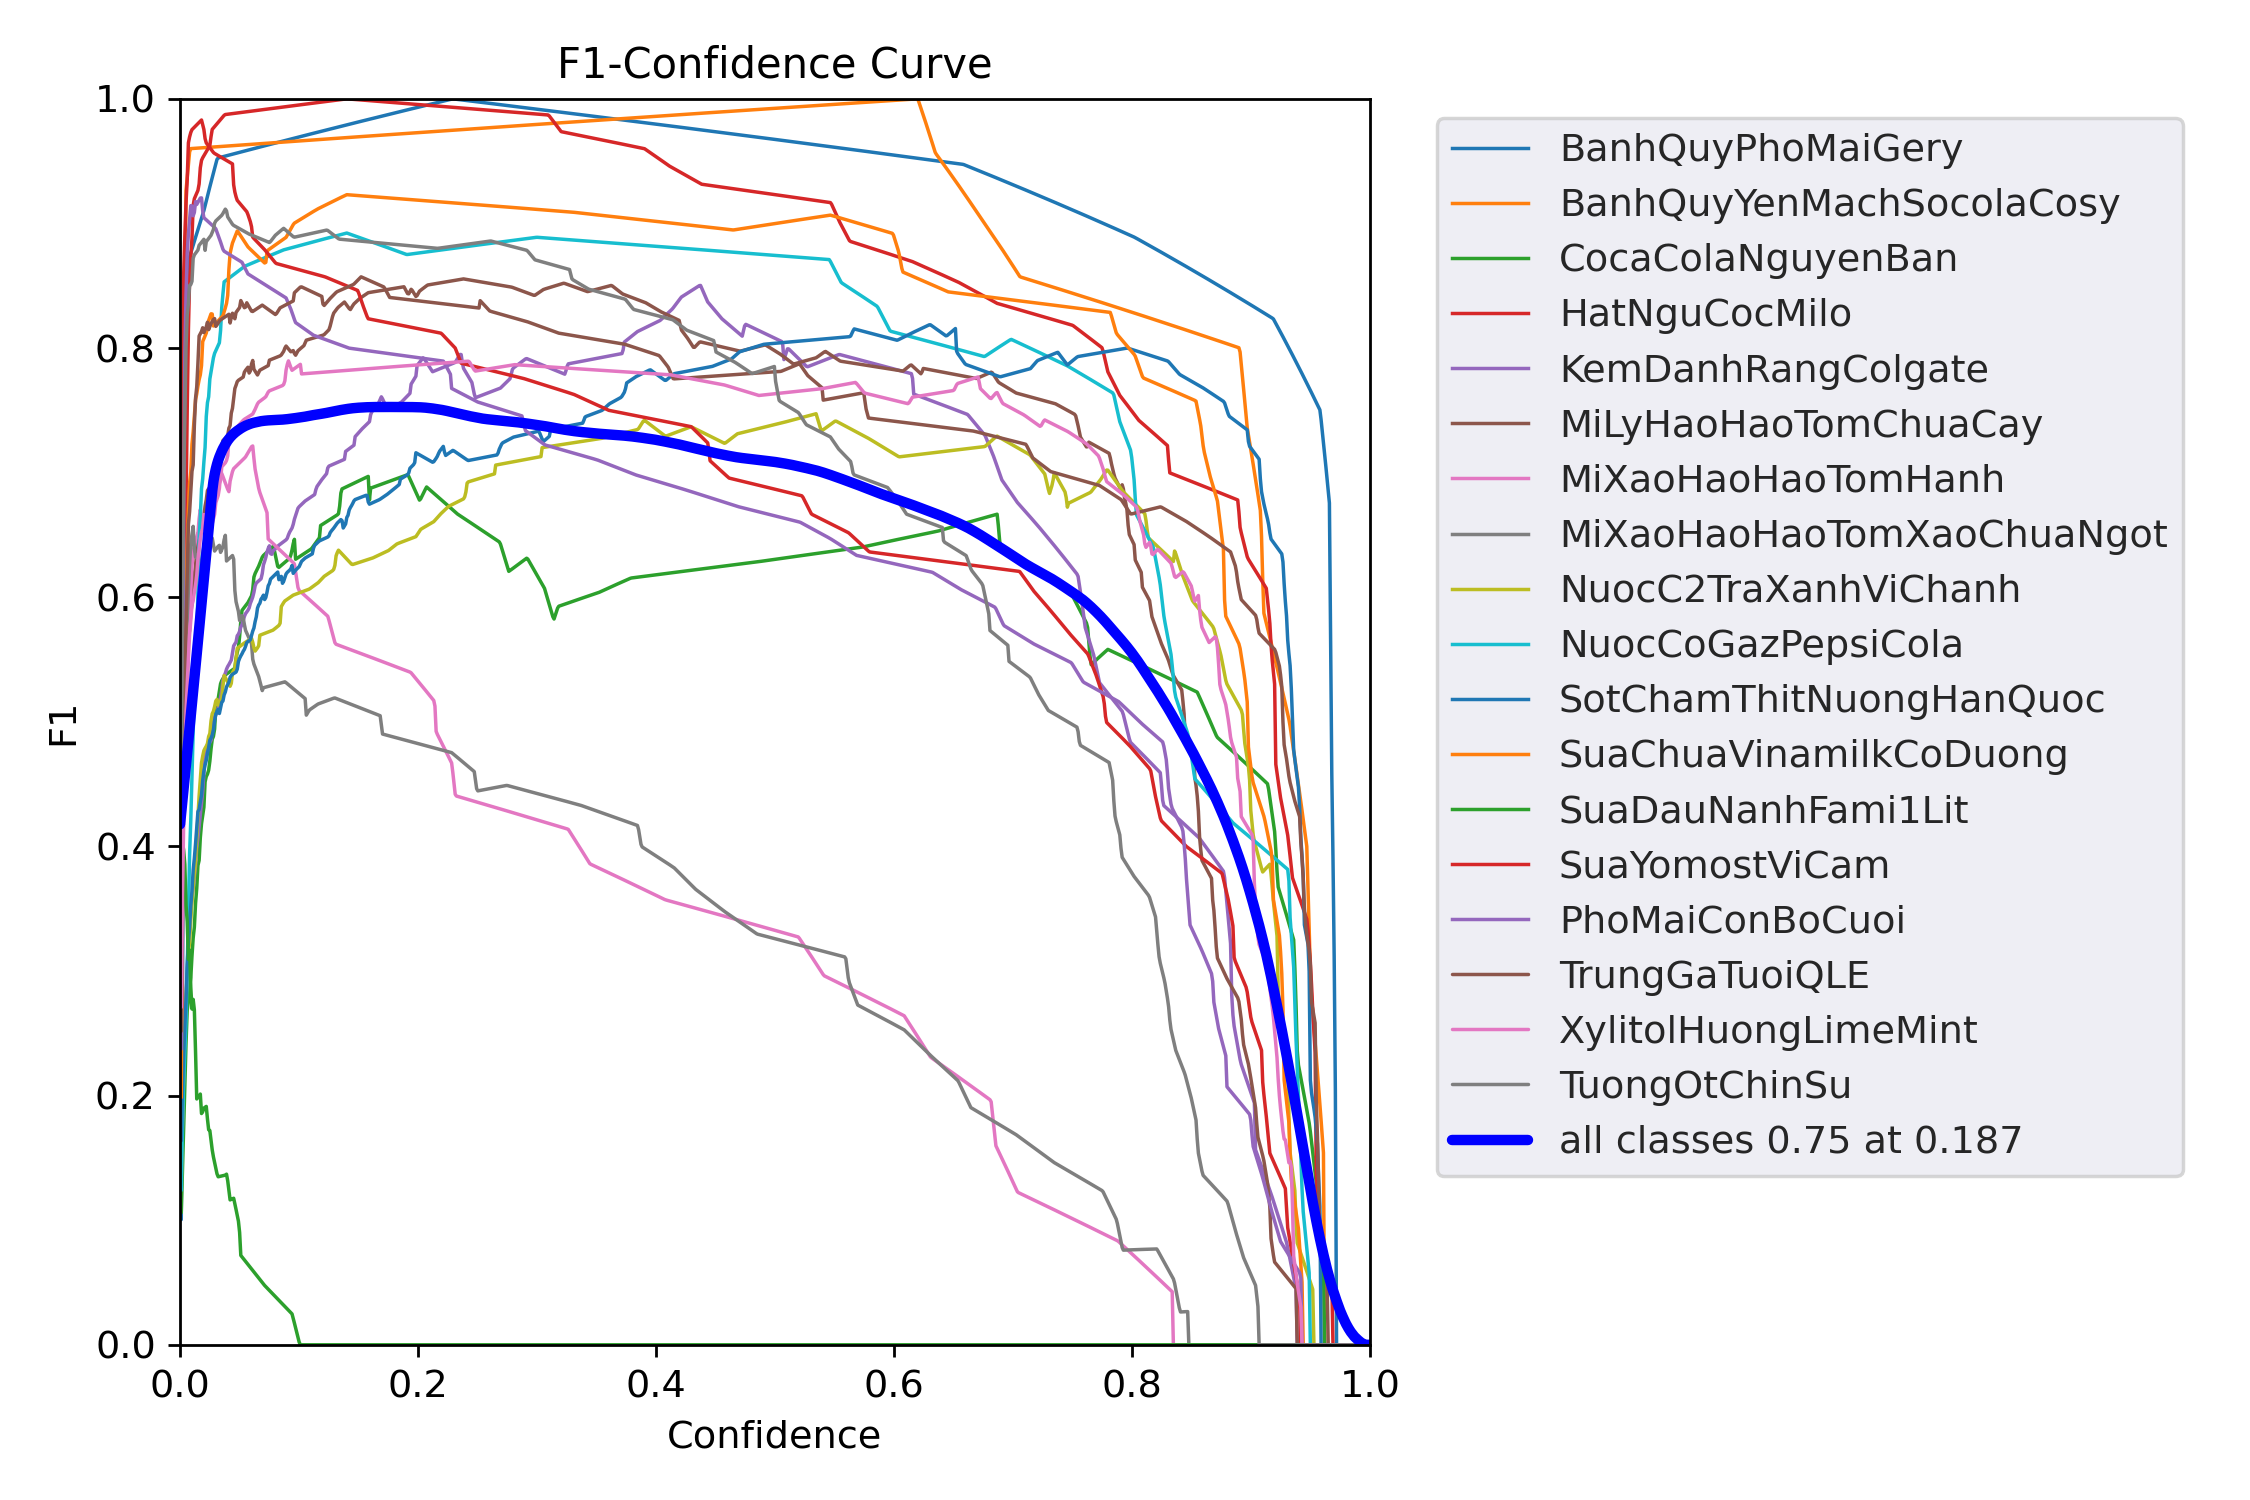 F1-Confidence Curve
1.0
0.8
0.6
0.4
0.2
0.0
F1
0.0 0.2 0.4 0.6 0.8 1.0
Confidence
BanhQuyPhoMaiGery
BanhQuyYenMachSocolaCosy
CocaColaNguyenBan
HatNguCocMilo
KemDanhRangColgate
MiLyHaoHaoTomChuaCay
MiXaoHaoHaoTomHanh
MiXaoHaoHaoTomXaoChuaNgot
NuocC2TraXanhViChanh
NuocCoGazPepsiCola
SotChamThitNuongHanQuoc
SuaChuaVinamilkCoDuong
SuaDauNanhFami1Lit
SuaYomostViCam
PhoMaiConBoCuoi
TrungGaTuoiQLE
XylitolHuongLimeMint
TuongOtChinSu
all classes 0.75 at 0.187